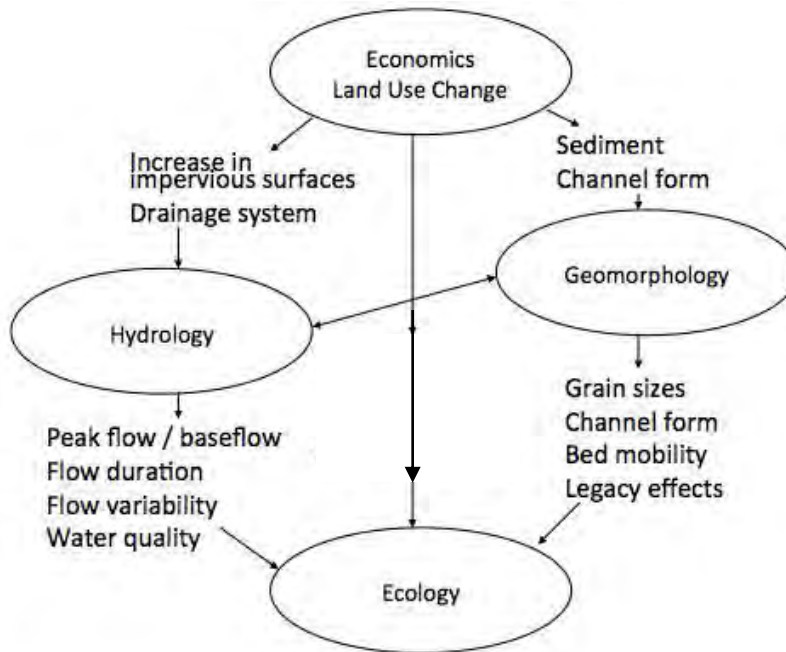 Economics
Land Use Change
Increase in
impervious surfaces
Drainage system
Sediment
Channel form
Hydrology
Geomorphology
Peak flow / baseflow
Flow duration
Flow variability
Water quality
Grain sizes
Channel form
Bed mobility
Legacy effects
Ecology